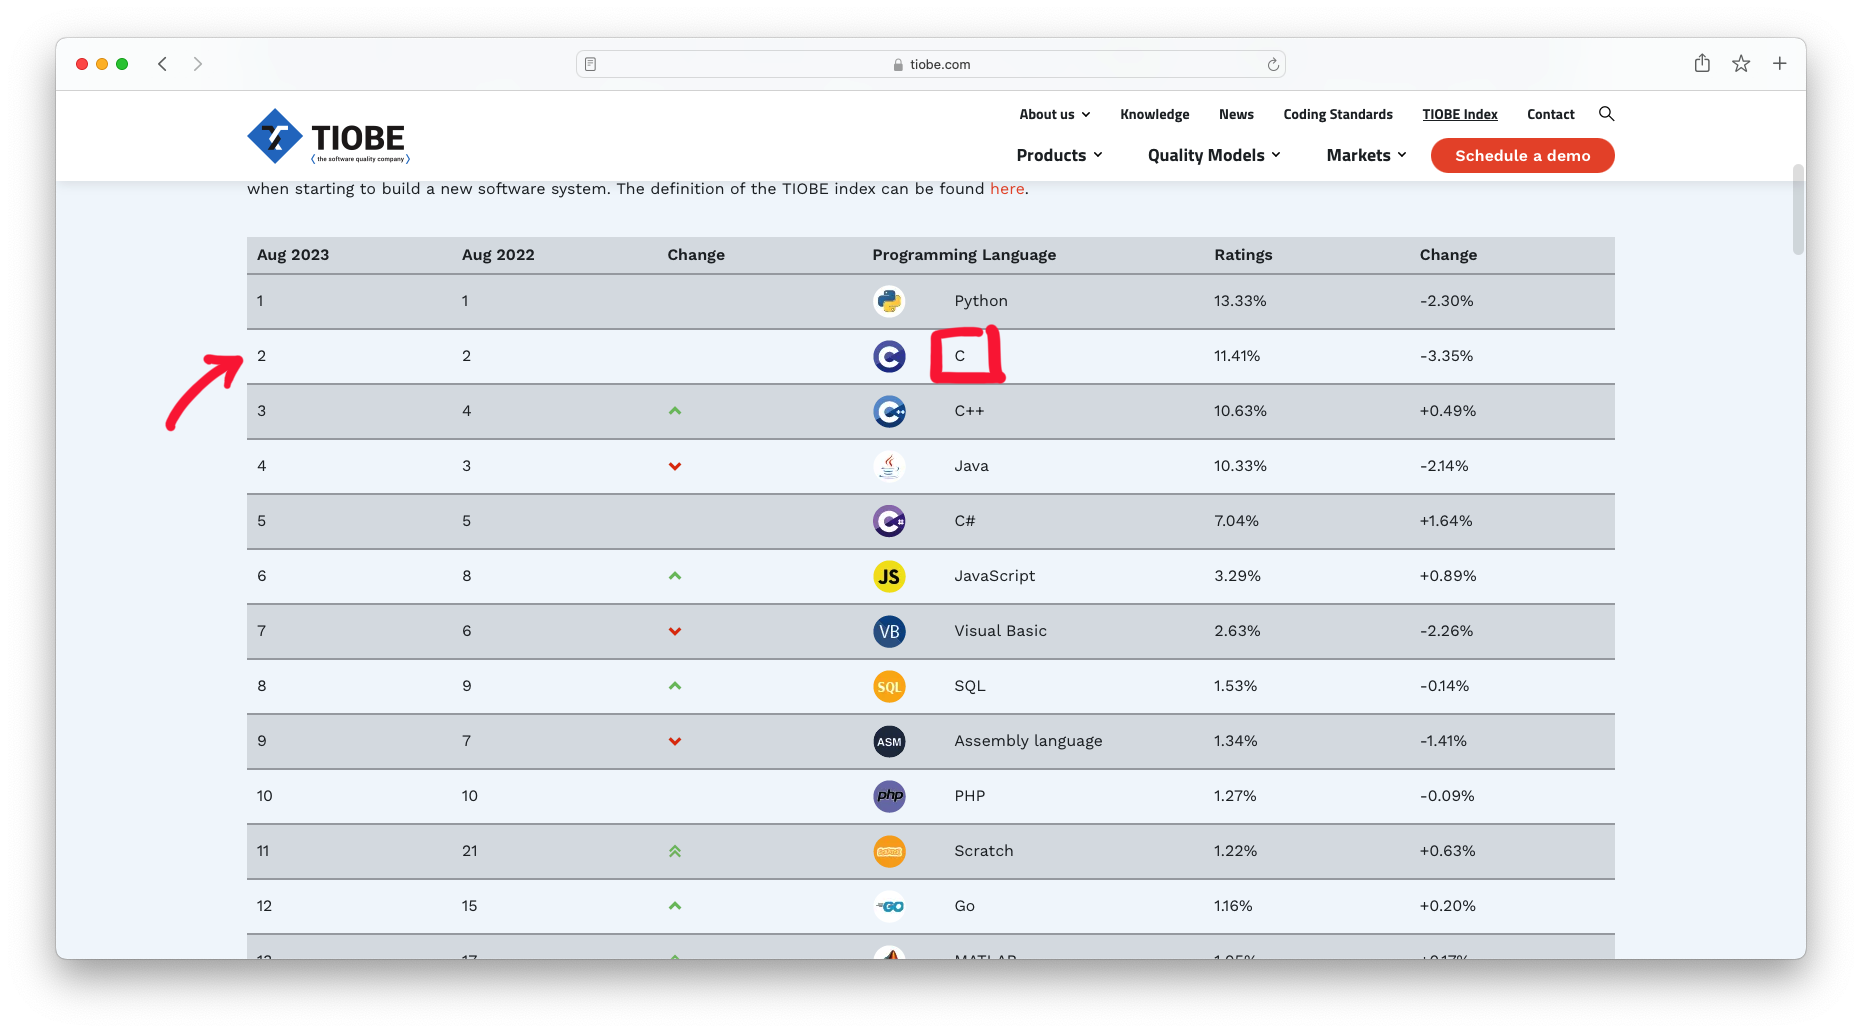 tiobe.com
TIOBE
the software quality company
About us Knowledge News Coding Standards TIOBE Index Contact
Products Quality Models Markets Schedule a demo
when starting to build a new software system. The definition of the TIOBE index can be found here.
Aug 2023 Aug 2022 Change Programming Language Ratings Change
1 1 Python 13.33% -2.30%
2 2 C C 11.41% -3.35%
3 4 C++ C++ 10.63% +0.49%
4 3 Java 10.33% -2.14%
5 5 C# C# 7.04% +1.64%
6 8 JS JavaScript 3.29% +0.89%
7 6 VB Visual Basic 2.63% -2.26%
8 9 SQL SQL 1.53% -0.14%
9 7 ASM Assembly language 1.34% -1.41%
10 10 php PHP 1.27% -0.09%
11 21 Scratch 1.22% +0.63%
12 15 GO Go 1.16% +0.20%
13 17 MATLAB 1.05% +0.17%